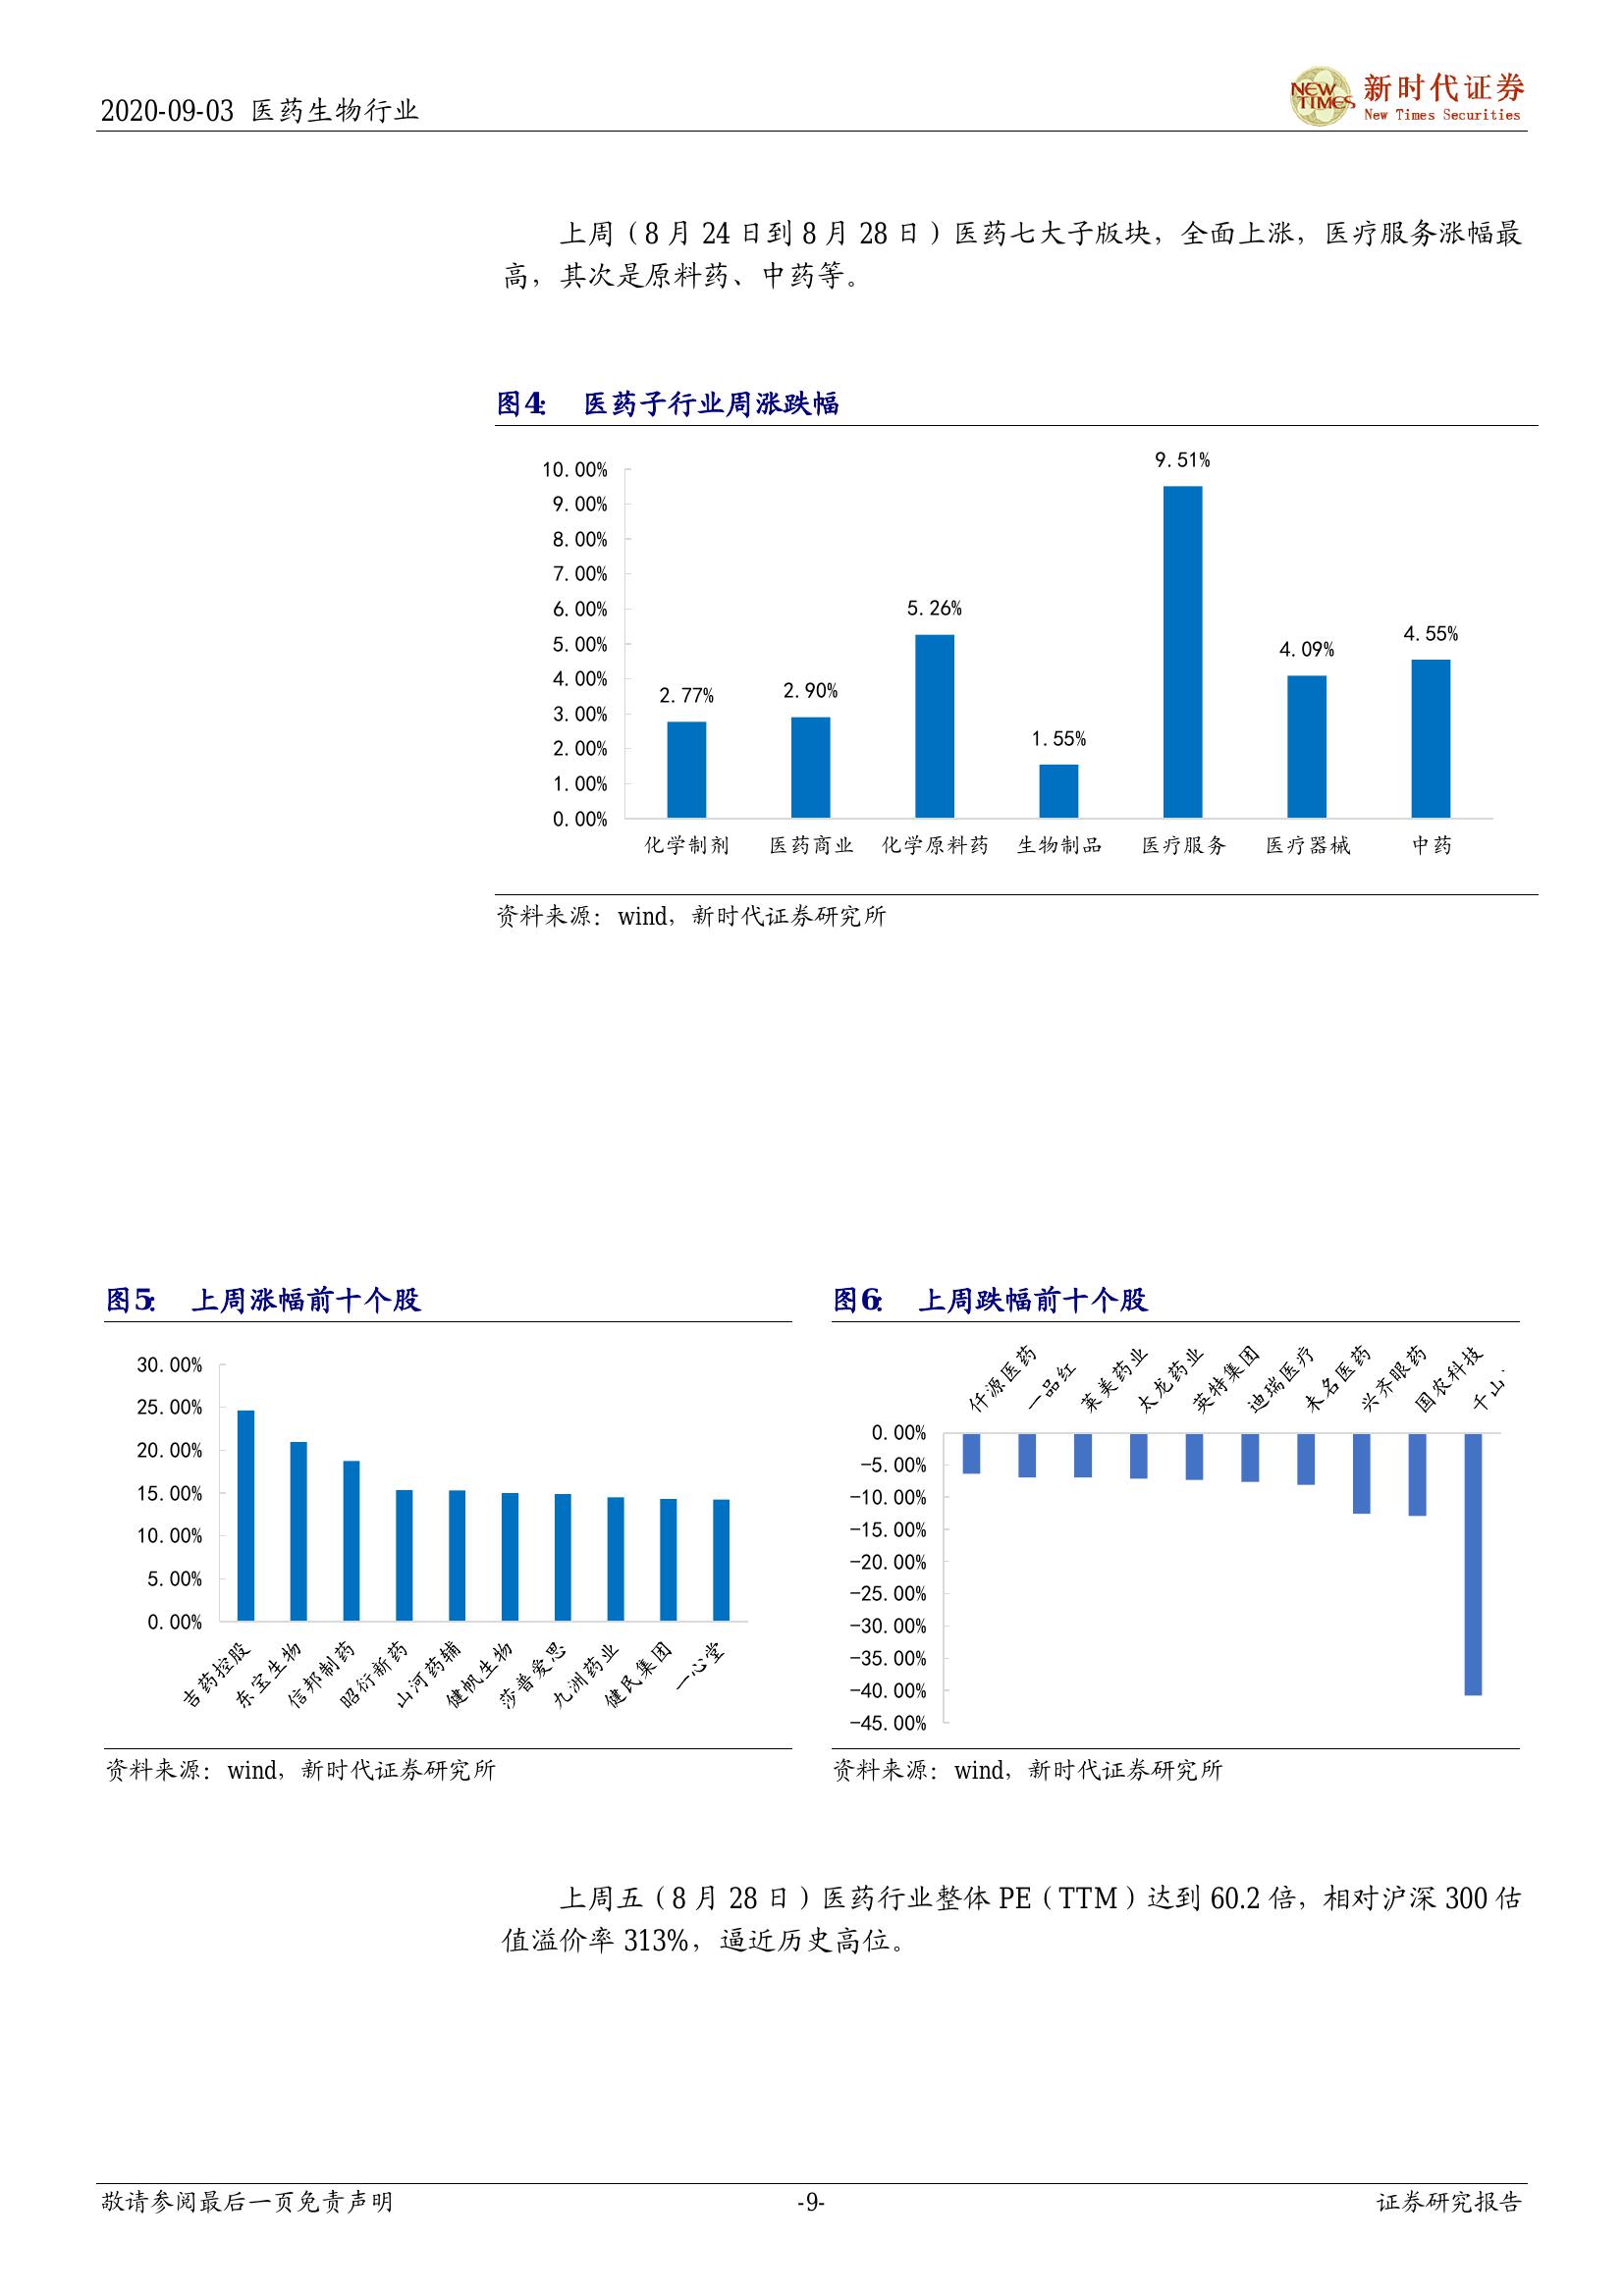 2020-09-03 医药生物行业
NEW TIMES 新时代证券
New Times Securities
上周（8 月 24 日到 8 月 28 日）医药七大子版块，全面上涨，医疗服务涨幅最
高，其次是原料药、中药等。
图4： 医药子行业周涨跌幅
10.00%
9.00%
8.00%
7.00%
6.00%
5.00%
4.00%
3.00%
2.00%
1.00%
0.00%
2.77% 2.90% 5.26% 1.55% 9.51% 4.09% 4.55%
化学制剂 医药商业 化学原料药 生物制品 医疗服务 医疗器械 中药
资料来源：wind，新时代证券研究所
图5： 上周涨幅前十个股
30.00%
25.00%
20.00%
15.00%
10.00%
5.00%
0.00%
吉药控股 东宝生物 信邦制药 昭衍新药 山河药辅 健帆生物 莎普爱思 九洲药业 健民集团 一心堂
资料来源：wind，新时代证券研究所
图6： 上周跌幅前十个股
仟源医药 一品红 莱美药业 太龙药业 英特集团 迪瑞医疗 未名医药 兴齐眼药 国农科技 千山
0.00%
-5.00%
-10.00%
-15.00%
-20.00%
-25.00%
-30.00%
-35.00%
-40.00%
-45.00%
资料来源：wind，新时代证券研究所
上周五（8 月 28 日）医药行业整体 PE（TTM）达到 60.2 倍，相对沪深 300 估
值溢价率 313%，逼近历史高位。
敬请参阅最后一页免责声明 -9- 证券研究报告